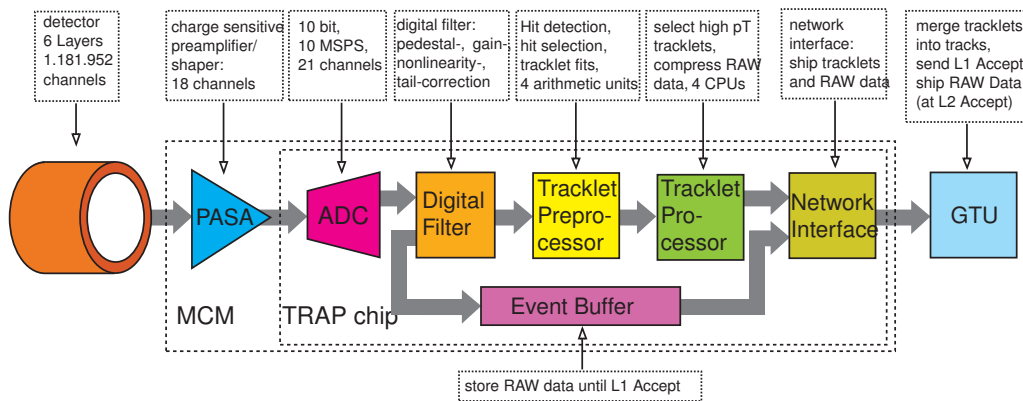 detector
6 Layers
1.181.952
channels
charge sensitive
preamplifier/
shaper:
18 channels
10 bit,
10 MSPS,
21 channels
digital filter:
pedestal-, gain-
nonlinearity-,
tail-correction
Hit detection,
hit selection,
tracklet fits,
4 arithmetic units
select high pT
tracklets,
compress RAW
data, 4 CPUs
network
interface:
ship tracklets
and RAW data
merge tracklets
into tracks,
send L1 Accept
ship RAW Data
(at L2 Accept)
PASA
ADC
Digital
Filter
Tracklet
Prepro-
cessor
Tracklet
Pro-
cessor
Network
Interface
GTU
Event Buffer
MCM
TRAP chip
store RAW data until L1 Accept